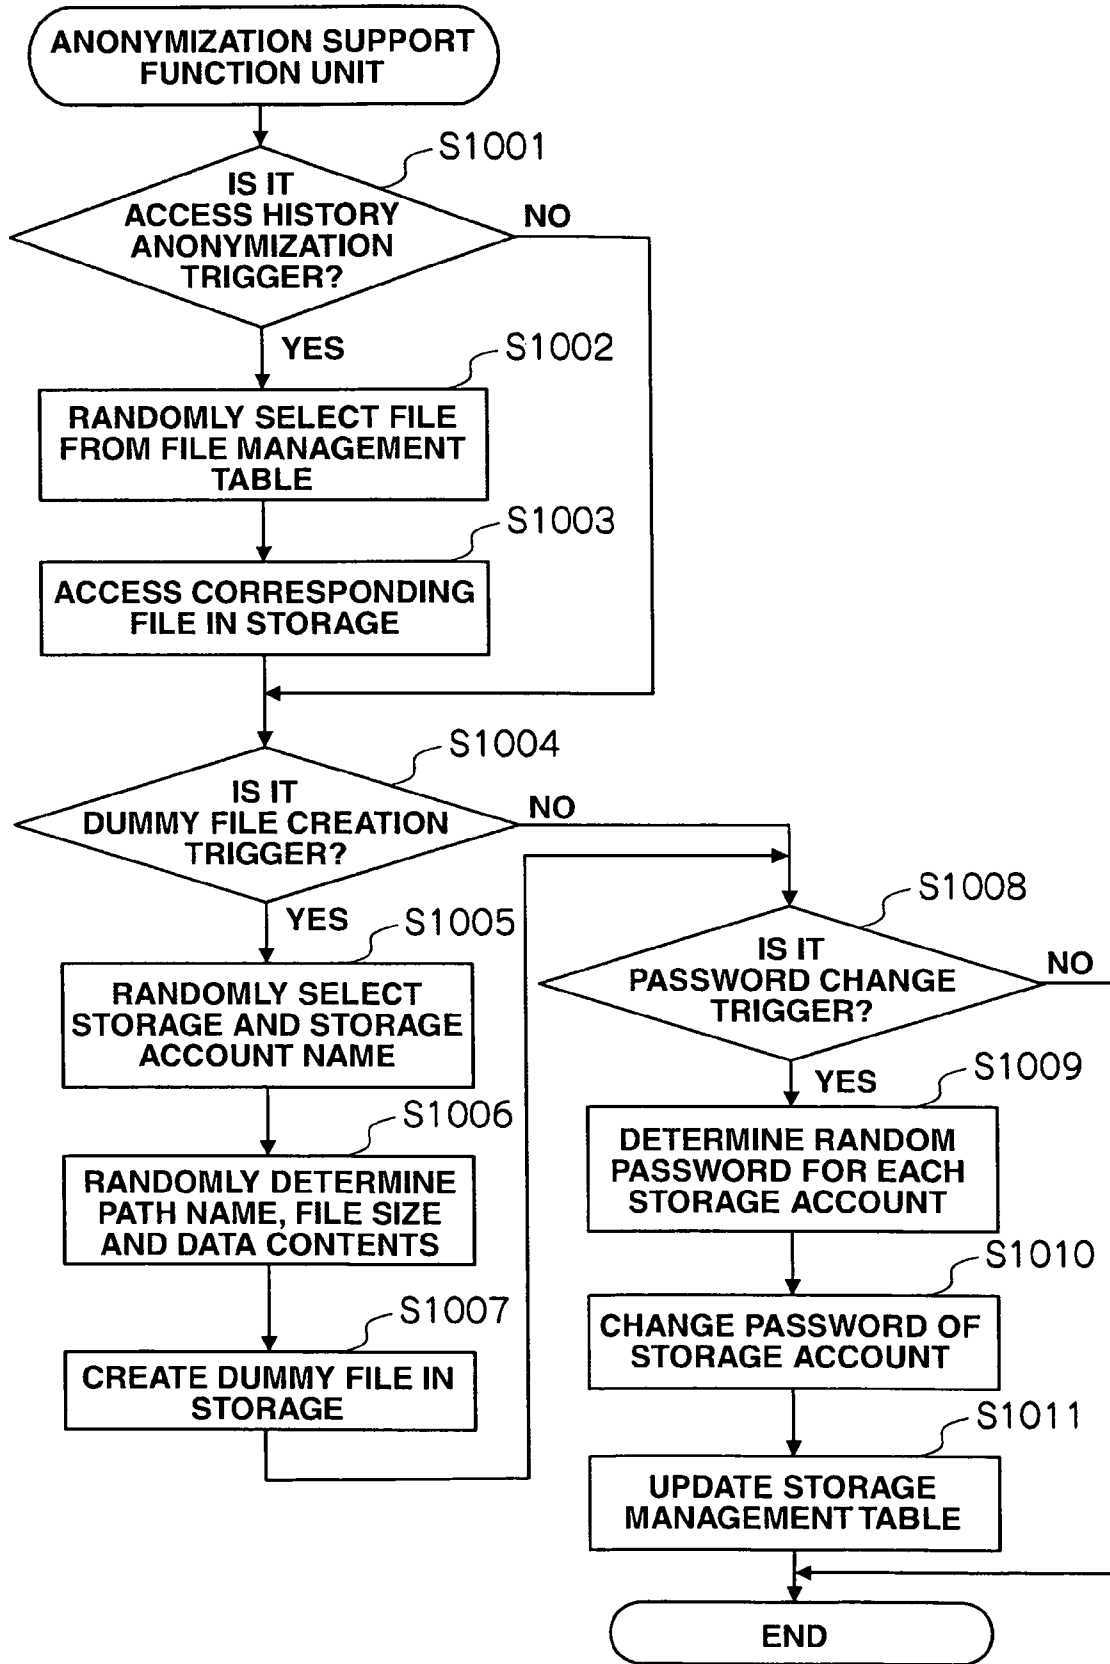 ANONYMIZATION SUPPORT
FUNCTION UNIT
S1001
IS IT
ACCESS HISTORY
ANONYMIZATION
TRIGGER?
NO
YES
S1002
RANDOMLY SELECT FILE
FROM FILE MANAGEMENT
TABLE
S1003
ACCESS CORRESPONDING
FILE IN STORAGE
S1004
IS IT
DUMMY FILE CREATION
TRIGGER?
NO
YES
S1005
RANDOMLY SELECT
STORAGE AND STORAGE
ACCOUNT NAME
S1006
RANDOMLY DETERMINE
PATH NAME, FILE SIZE
AND DATA CONTENTS
S1007
CREATE DUMMY FILE IN
STORAGE
S1008
IS IT
PASSWORD CHANGE
TRIGGER?
NO
YES
S1009
DETERMINE RANDOM
PASSWORD FOR EACH
STORAGE ACCOUNT
S1010
CHANGE PASSWORD OF
STORAGE ACCOUNT
S1011
UPDATE STORAGE
MANAGEMENT TABLE
END